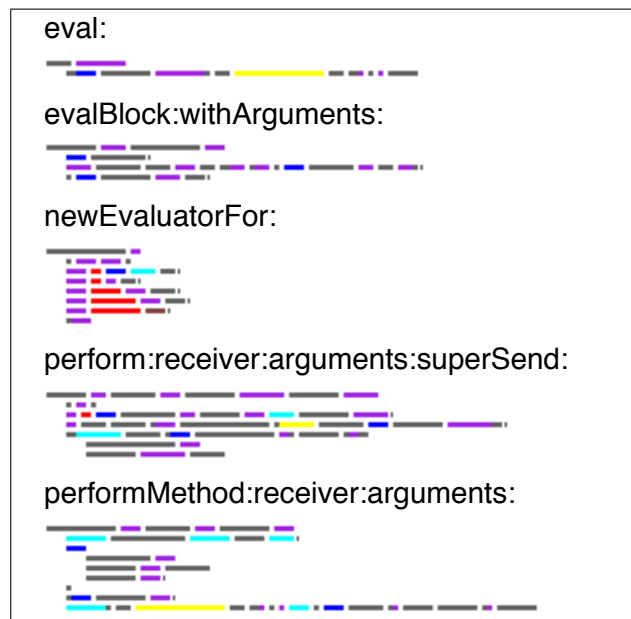 eval:
evalBlock:withArguments:
newEvaluatorFor:
perform:receiver:arguments:superSend:
performMethod:receiver:arguments: